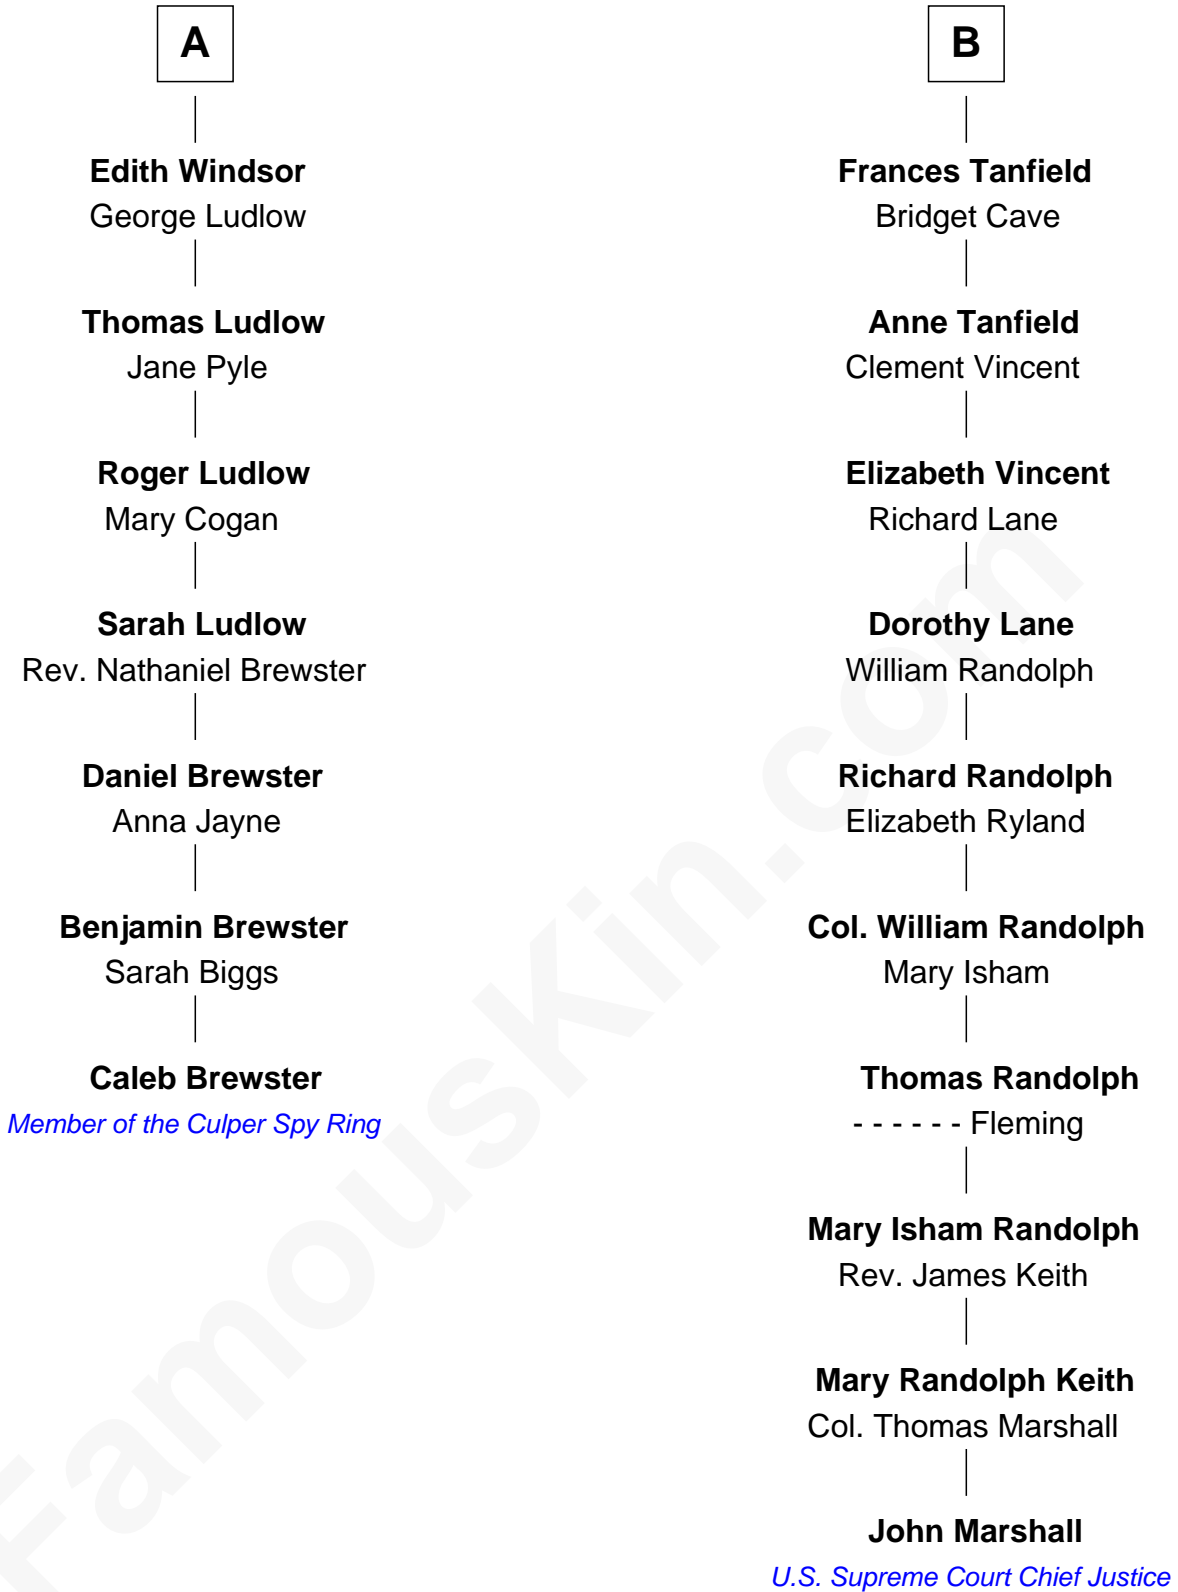 A
Edith Windsor
George Ludlow
Thomas Ludlow
Jane Pyle
Roger Ludlow
Mary Cogan
Sarah Ludlow
Rev. Nathaniel Brewster
Daniel Brewster
Anna Jayne
Benjamin Brewster
Sarah Biggs
Caleb Brewster
Member of the Culper Spy Ring
B
Frances Tanfield
Bridget Cave
Anne Tanfield
Clement Vincent
Elizabeth Vincent
Richard Lane
Dorothy Lane
William Randolph
Richard Randolph
Elizabeth Ryland
Col. William Randolph
Mary Isham
Thomas Randolph
- - - - - - Fleming
Mary Isham Randolph
Rev. James Keith
Mary Randolph Keith
Col. Thomas Marshall
John Marshall
U.S. Supreme Court Chief Justice
FamousKin.com